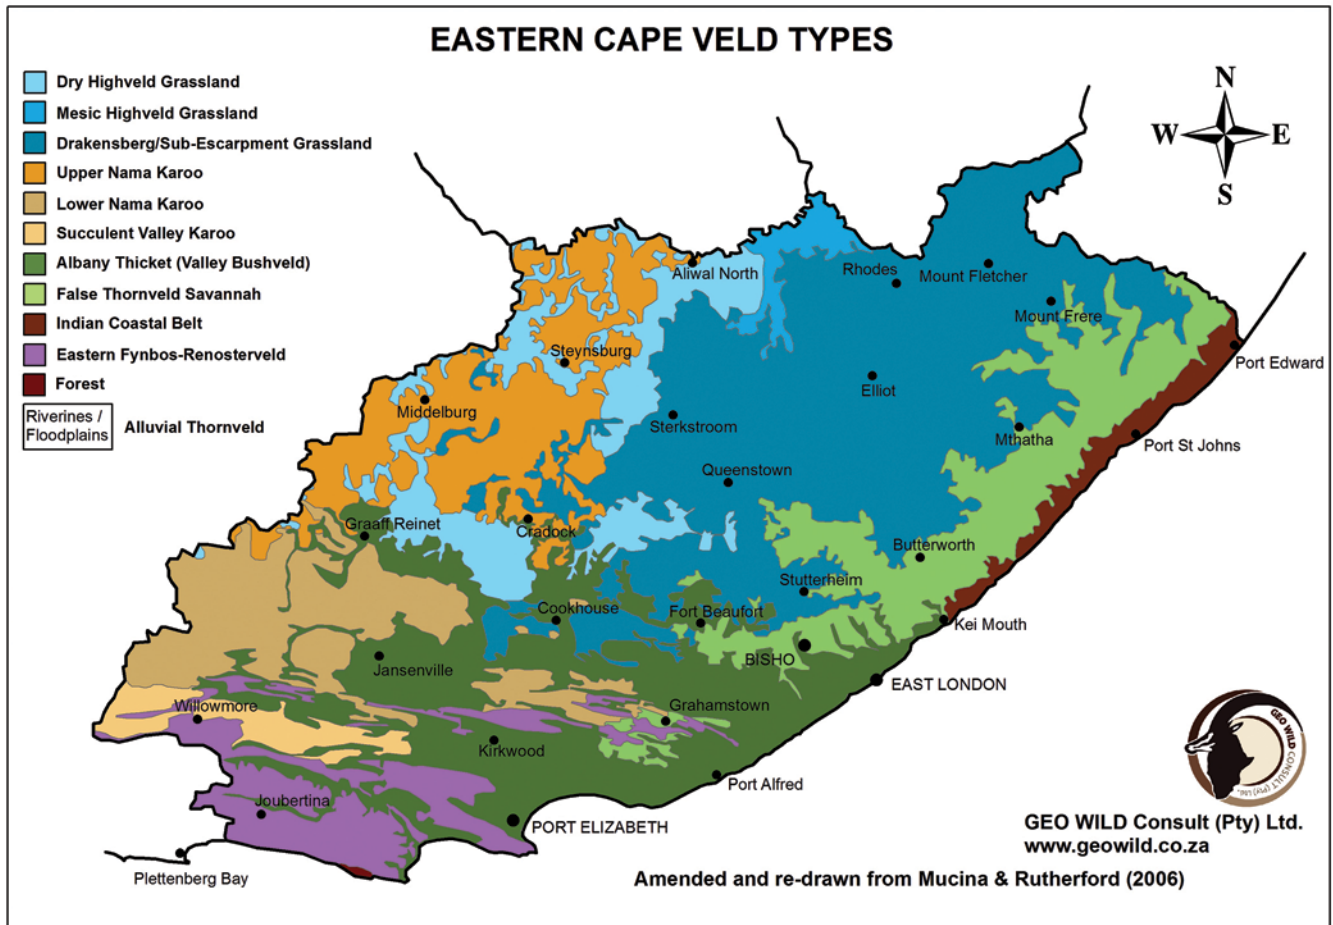 EASTERN CAPE VELD TYPES
Dry Highveld Grassland
Mesic Highveld Grassland
Drakensberg/Sub-Escarpment Grassland
Upper Nama Karoo
Lower Nama Karoo
Succulent Valley Karoo
Albany Thicket (Valley Bushveld)
False Thornveld Savannah
Indian Coastal Belt
Eastern Fynbos-Renosterveld
Forest
Riverines /
Floodplains
Alluvial Thornveld
N
W
E
S
Aliwal North
Rhodes
Mount Fletcher
Mount Frere
Port Edward
Steynsburg
Elliot
Middelburg
Sterkstroom
Mthatha
Port St Johns
Queenstown
Graaff Reinet
Cradock
Butterworth
Stutterheim
Cookhouse
Fort Beaufort
Kei Mouth
BISHO
Jansenville
EAST LONDON
Willowmore
Grahamstown
Kirkwood
Port Alfred
Joubertina
PORT ELIZABETH
Plettenberg Bay
GEO WILD CONSULT (Pty) Ltd.
GEO WILD Consult (Pty) Ltd.
www.geowild.co.za
Amended and re-drawn from Mucina & Rutherford (2006)